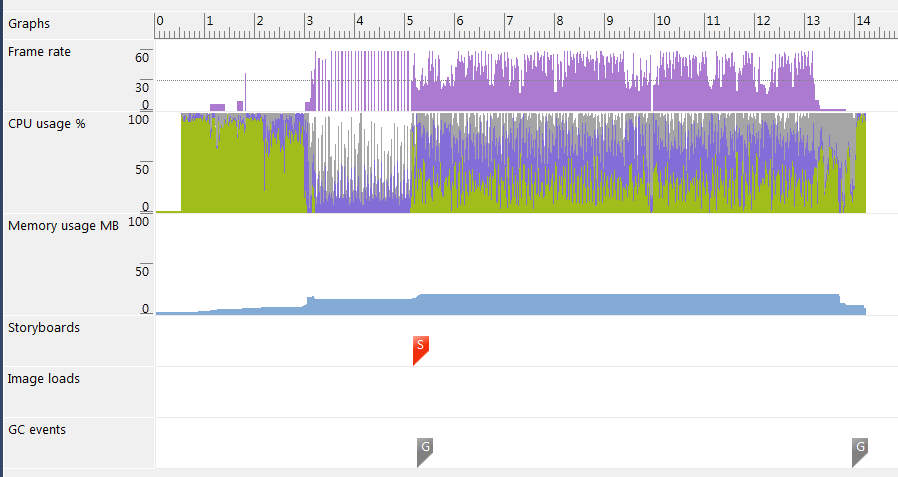 Graphs 0 1 2 3 4 5 6 7 8 9 10 11 12 13 14
Frame rate 60
30
0
CPU usage % 100
50
0
Memory usage MB 100
50
0
Storyboards
S
Image loads
GC events
G G